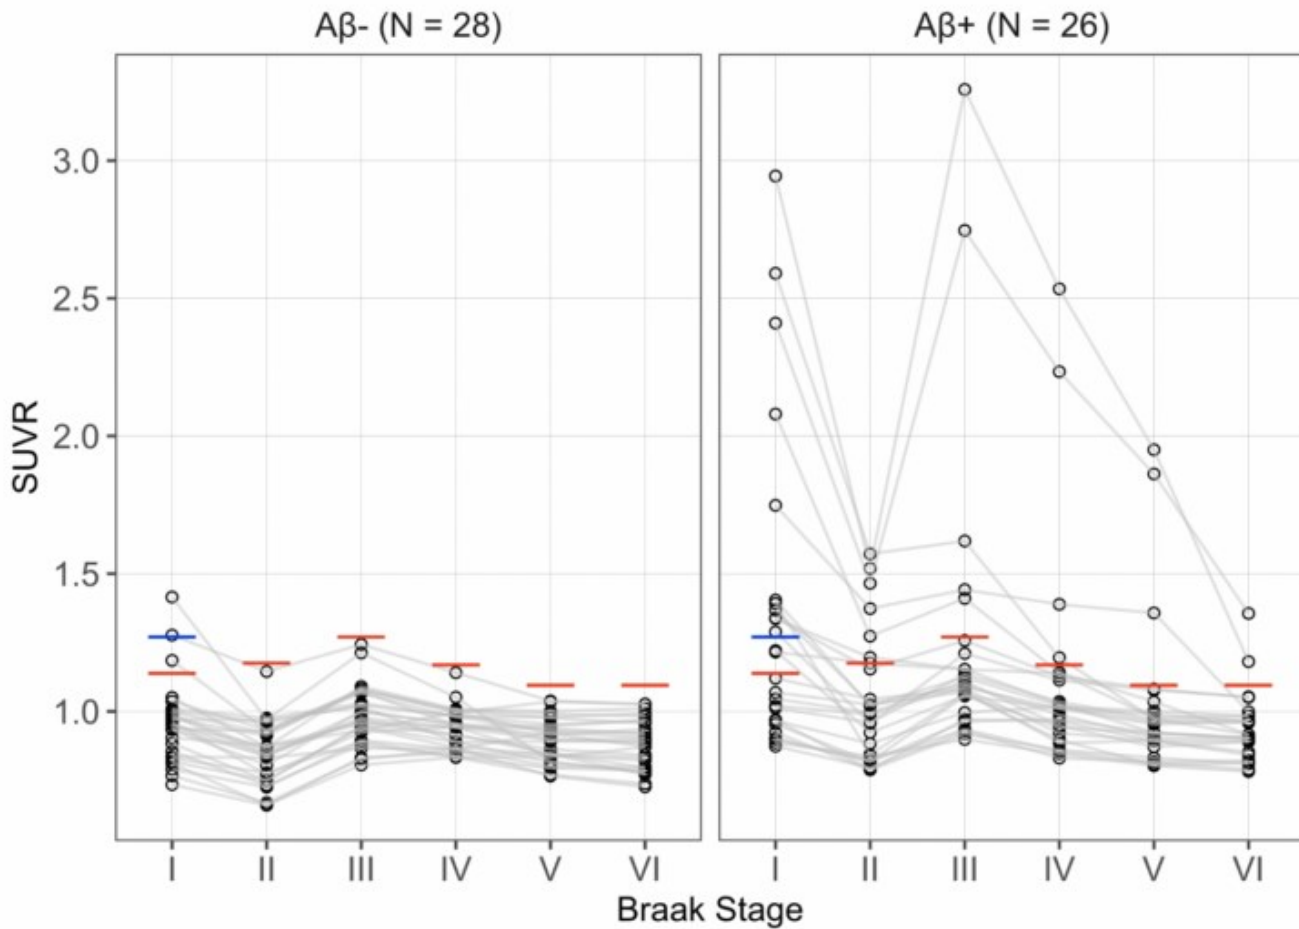 Aβ- (N = 28)
Aβ+ (N = 26)
3.0
2.5
2.0
1.5
1.0
SUVR
I II III IV V VI
I II III IV V VI
Braak Stage